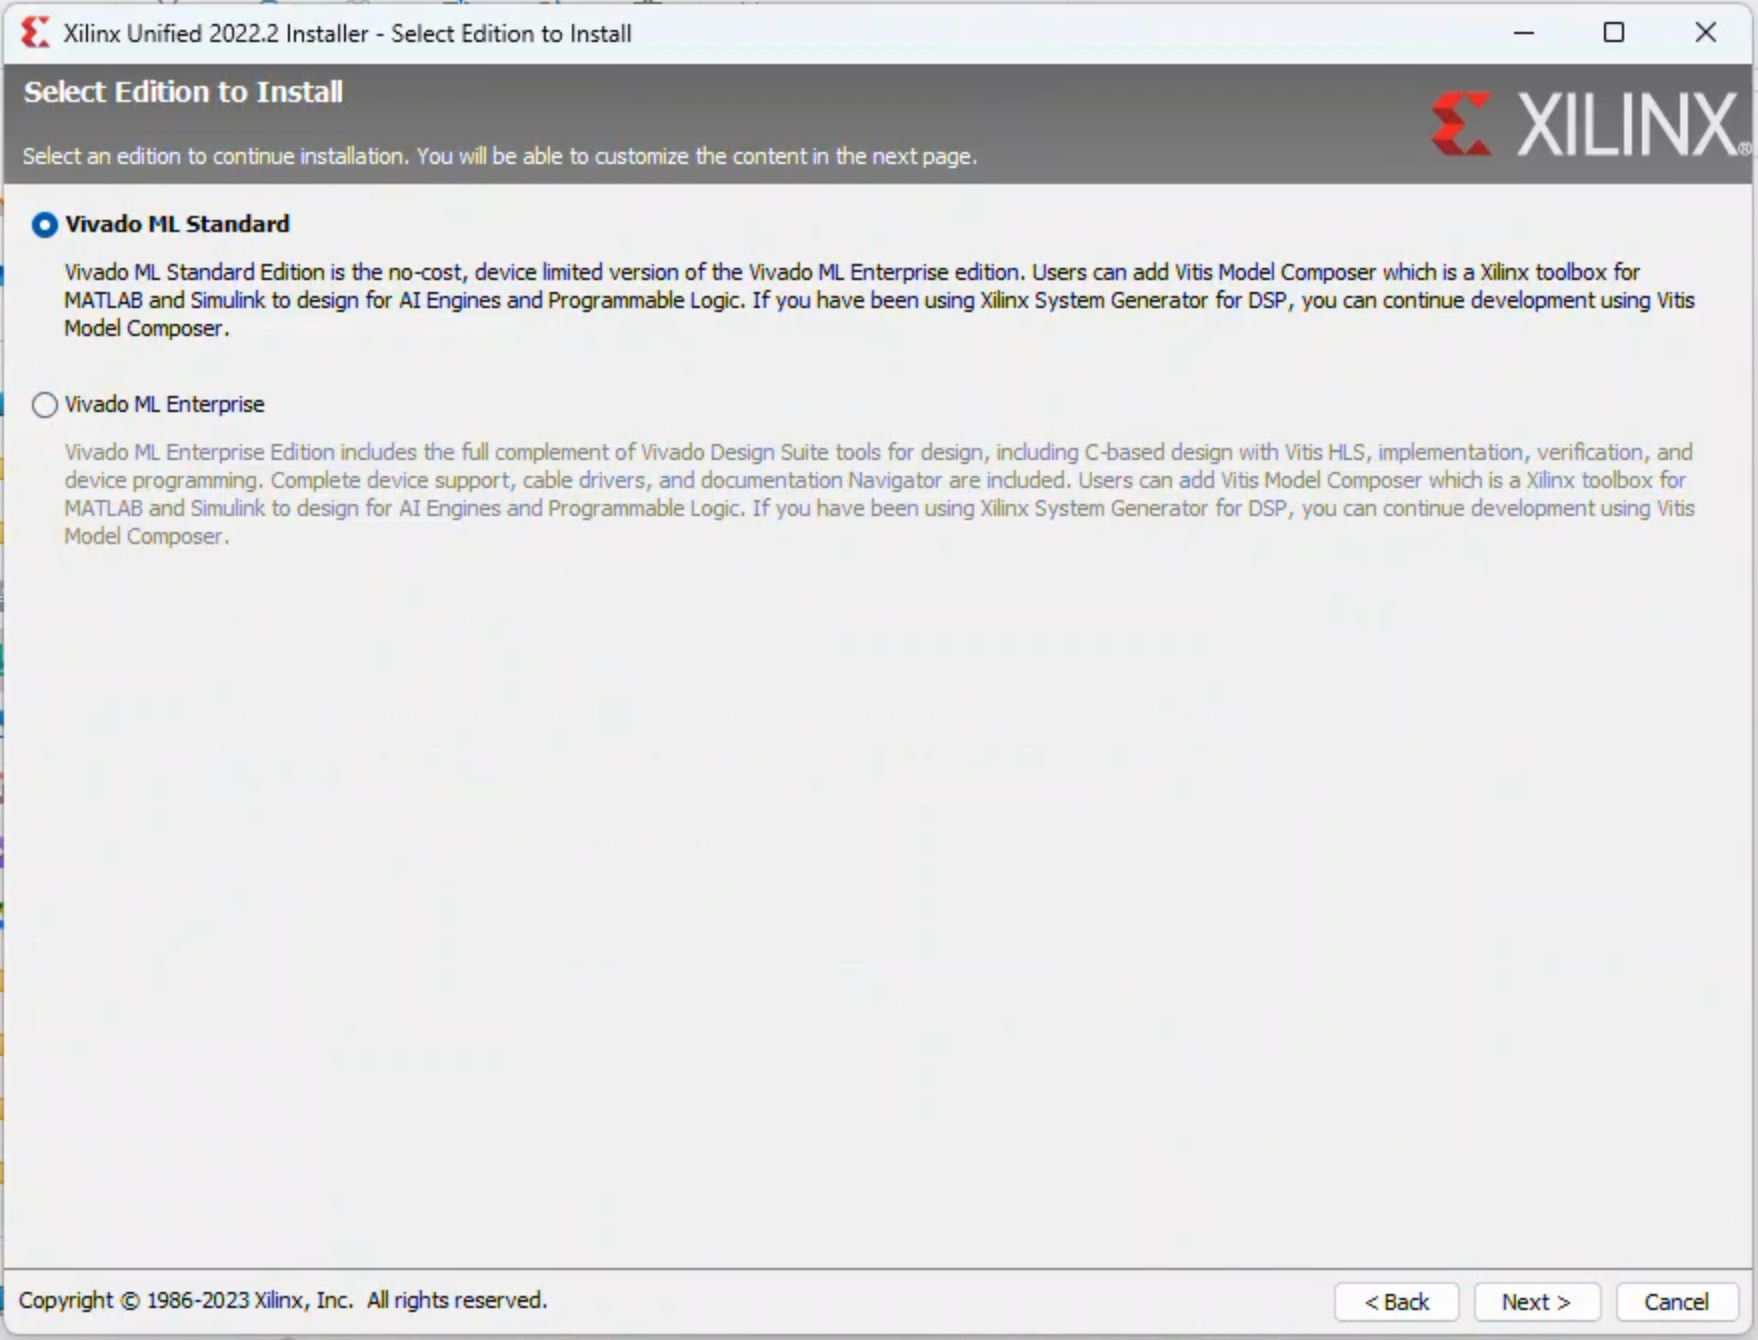 Xilinx Unified 2022.2 Installer - Select Edition to Install
Select Edition to Install
XILINX®
Select an edition to continue installation. You will be able to customize the content in the next page.
Vivado ML Standard
Vivado ML Standard Edition is the no-cost, device limited version of the Vivado ML Enterprise edition. Users can add Vitis Model Composer which is a Xilinx toolbox for
MATLAB and Simulink to design for AI Engines and Programmable Logic. If you have been using Xilinx System Generator for DSP, you can continue development using Vitis
Model Composer.
Vivado ML Enterprise
Vivado ML Enterprise Edition includes the full complement of Vivado Design Suite tools for design, including C-based design with Vitis HLS, implementation, verification, and
device programming. Complete device support, cable drivers, and documentation Navigator are included. Users can add Vitis Model Composer which is a Xilinx toolbox for
MATLAB and Simulink to design for AI Engines and Programmable Logic. If you have been using Xilinx System Generator for DSP, you can continue development using Vitis
Model Composer.
Copyright © 1986-2023 Xilinx, Inc. All rights reserved.
< Back
Next >
Cancel